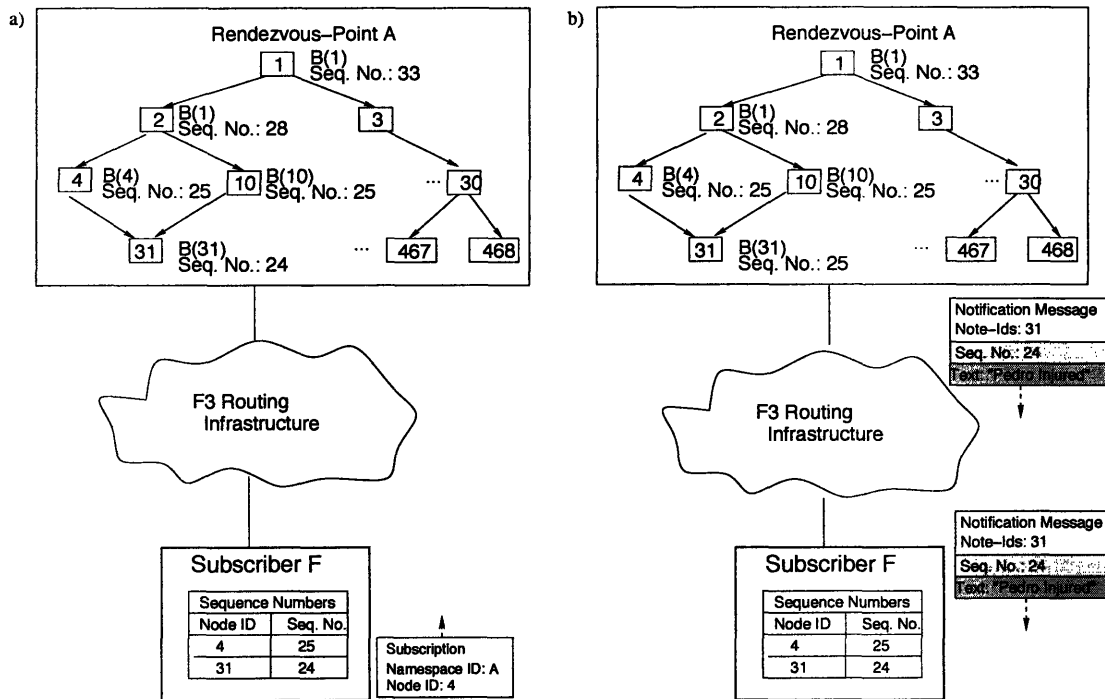 a)
Rendezvous–Point A
1
B(1)
Seq. No.: 33
2
B(1)
Seq. No.: 28
3
4
B(4)
Seq. No.: 25
10
B(10)
Seq. No.: 25
... 30
31
B(31)
Seq. No.: 24
... 467
468
F3 Routing
Infrastructure
Subscriber F
Sequence Numbers
Node ID Seq. No.
4 25
31 24
Subscription
Namespace ID: A
Node ID: 4
b)
Rendezvous–Point A
1
B(1)
Seq. No.: 33
2
B(1)
Seq. No.: 28
3
4
B(4)
Seq. No.: 25
10
B(10)
Seq. No.: 25
... 30
31
B(31)
Seq. No.: 25
... 467
468
Notification Message
Note–Ids: 31
Seq. No.: 24
Text: "Pedro Injured"
F3 Routing
Infrastructure
Notification Message
Note–Ids: 31
Seq. No.: 24
Text: "Pedro Injured"
Subscriber F
Sequence Numbers
Node ID Seq. No.
4 25
31 24